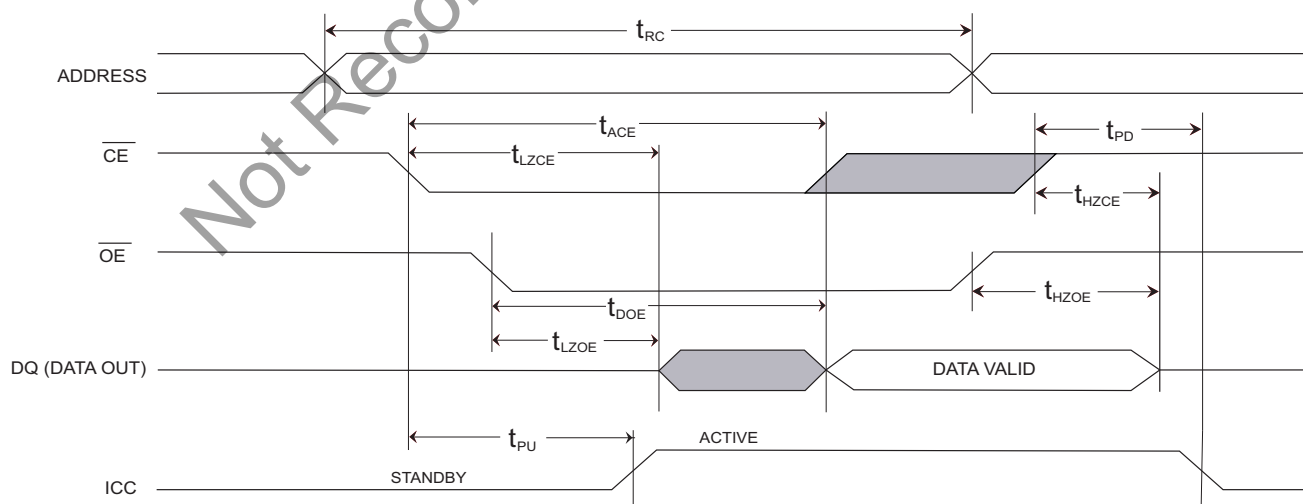 Not Reco
tRC
ADDRESS
tACE
tPD
CE
tLZCE
tHZCE
OE
tHZOE
tDOE
tLZOE
DQ (DATA OUT)
DATA VALID
tPU
ACTIVE
STANDBY
ICC